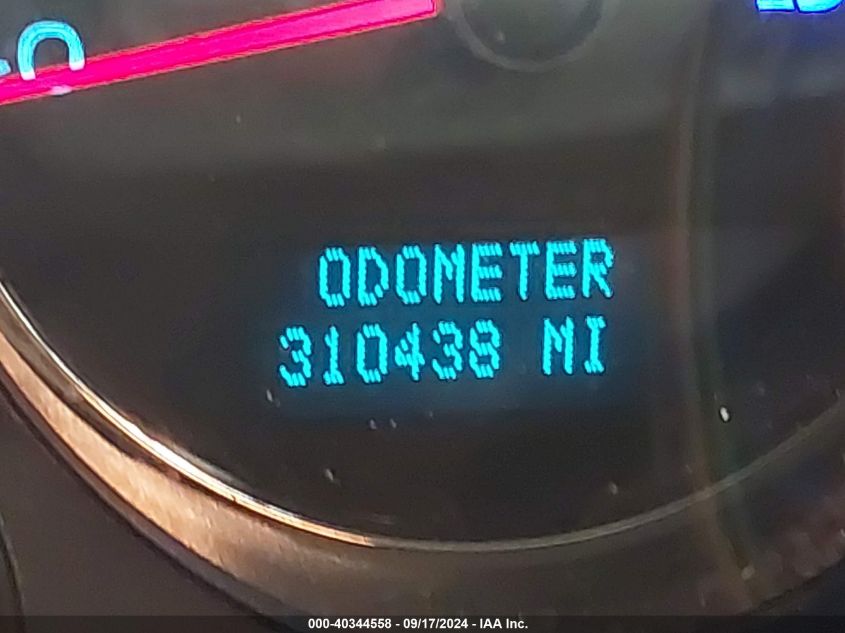 ODOMETER
310438 MI
000-40344558 - 09/17/2024 - IAA Inc.